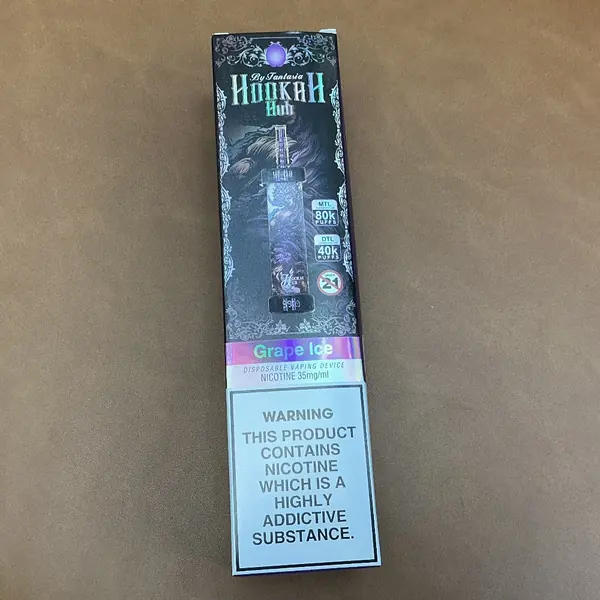 By Fantasia
HOOKAH
Hub
MTL
80k
PUFFS
DTL
40k
PUFFS
21
Grape Ice
DISPOSABLE VAPING DEVICE
NICOTINE 35mg/ml
WARNING
THIS PRODUCT
CONTAINS
NICOTINE
WHICH IS A
HIGHLY
ADDICTIVE
SUBSTANCE.